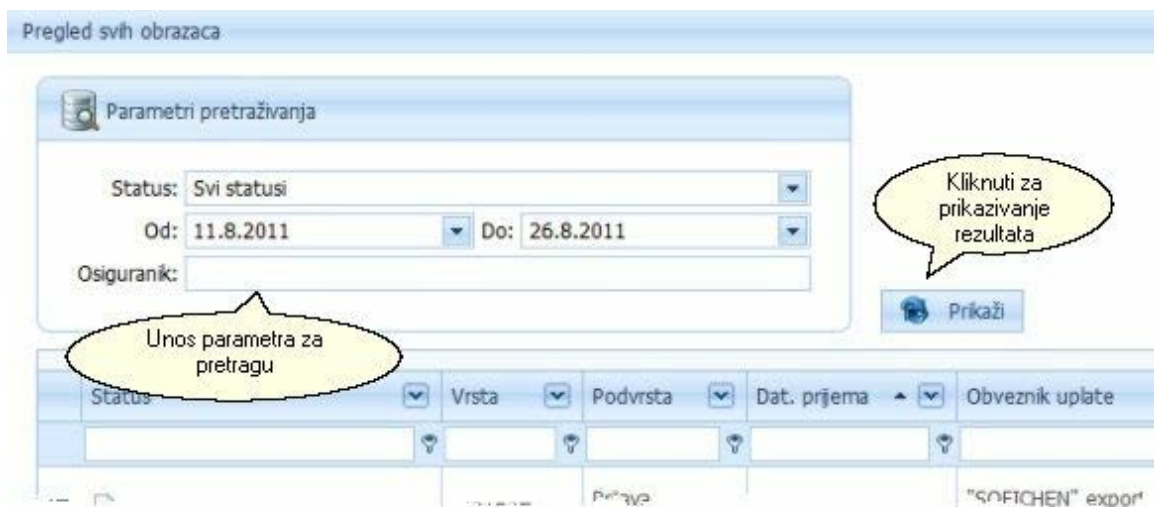 Pregled svih obrazaca
Parametri pretraživanja
Status: Svi statusi
Od: 11.8.2011 Do: 26.8.2011
Osiguranik:
Kliknuti za
prikazivanje
rezultata
Prikaži
Unos parametra za
pretragu
Status Vrsta Podvrsta Dat. prijema Obveznik uplate
"SOFICHEN" export